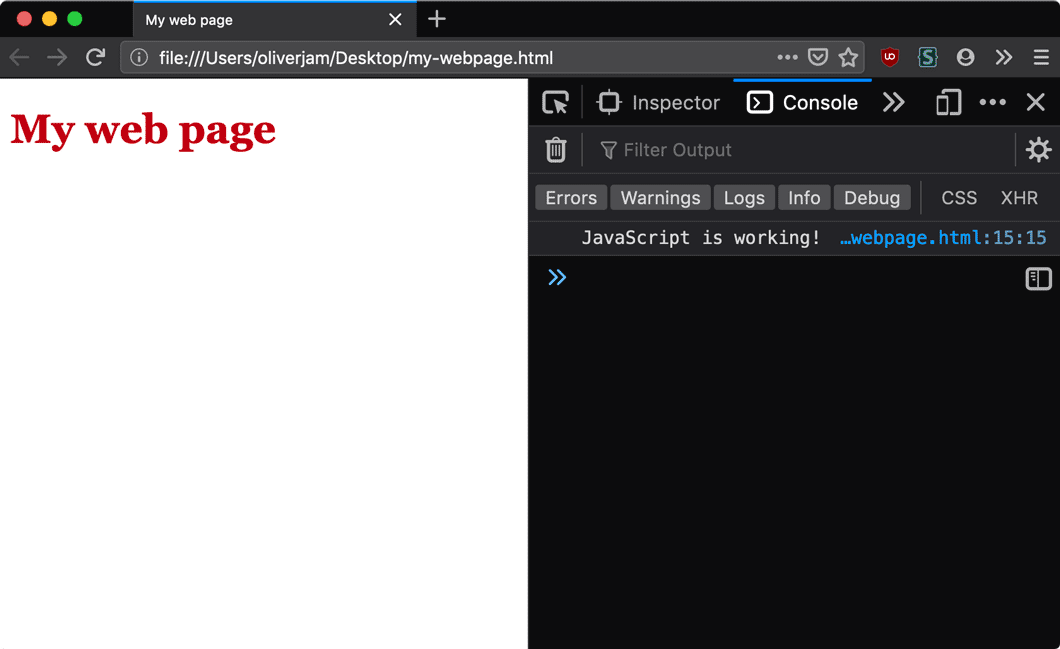 My web page
file:///Users/oliverjam/Desktop/my-webpage.html
My web page
Inspector
Console
Filter Output
Errors Warnings Logs Info Debug CSS XHR
JavaScript is working! …webpage.html:15:15